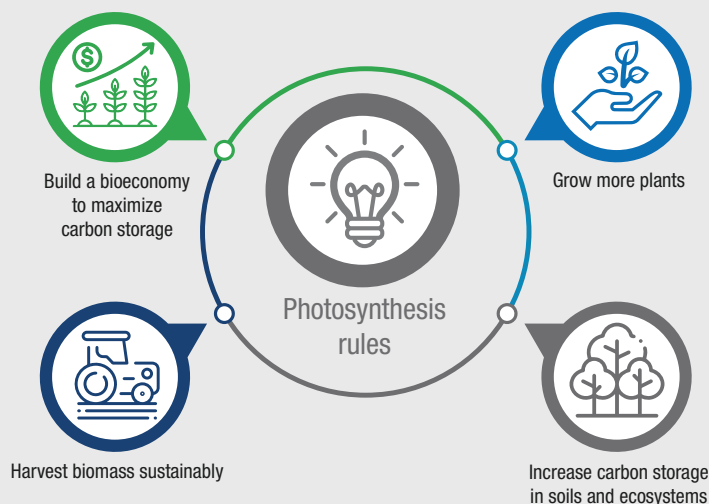 $
Build a bioeconomy
to maximize
carbon storage
Grow more plants
Photosynthesis
rules
Harvest biomass sustainably
Increase carbon storage
in soils and ecosystems